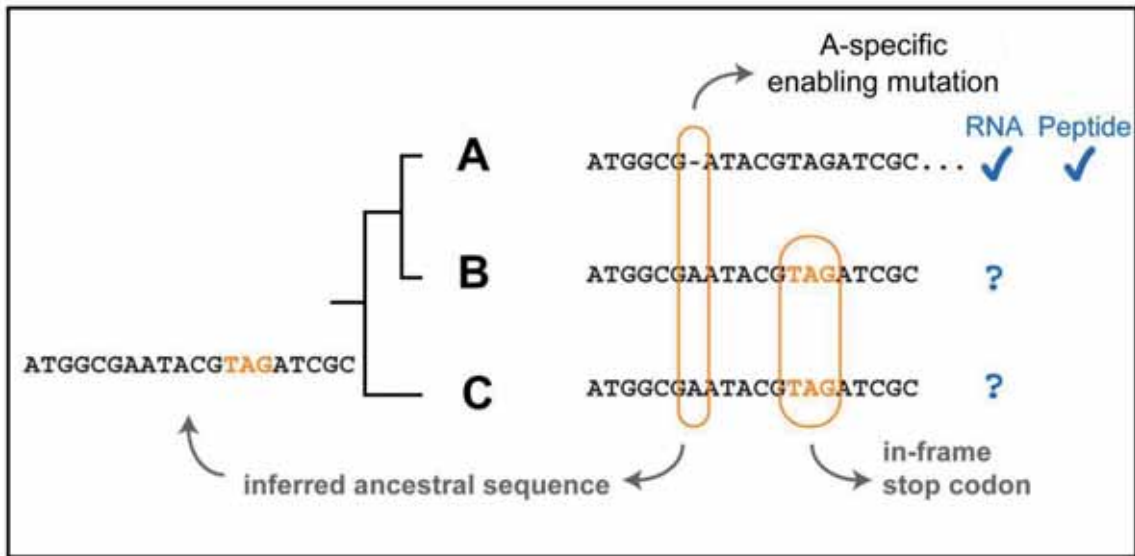 A-specific
enabling mutation
RNA Peptide
A
ATGGCG-ATACGTAGATCGC...
B
ATGGCGAATACGTAGATCGC
?
ATGGCGAATACGTAGATCGC
C
ATGGCGAATACGTAGATCGC
?
inferred ancestral sequence
in-frame
stop codon